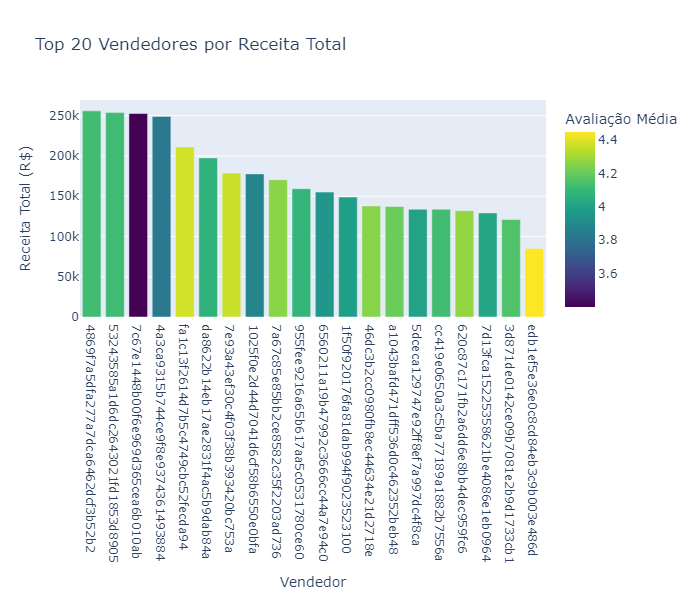 Top 20 Vendedores por Receita Total
Avaliação Média
4.4
4.2
4
3.8
3.6
Receita Total (R$)
250k
200k
150k
100k
50k
0
4869f7a5dfa277a7dca6462dcf3b52b2
53243585a1d6dc2643021fd1853d8905
7c67e1448b00f6e969d365cea6b010ab
4a3ca9315b744ce9f8e9374361493884
fa1c13f2614d7b5c4749cbc52fecda94
da8622b14eb17ae2831f4ac5b9dab84a
7e93a43ef30c4f03f38b393420bc753a
1025f0e2d44d7041d6cf58b6550e0bfa
7a67c85e85bb2ce8582c35f2203ad736
955fee9216a65b617aa5c0531780ce60
6560211a19b47992c3666cc44a7e94c0
1f50f920176fa81dab994f9023523100
46dc3b2cc0980fb8ec44634e21d2718e
a1043bafd471dff536d0c462352beb48
5dceca129747e92ff8ef7a997dc4f8ca
cc419e0650a3c5ba77189a1882b7556a
620c87c171fb2a6dd6e8bb4dec959fc6
7d13fca15225358621be4086e1eb0964
3d871de0142ce09b7081e2b9d1733cb1
edb1ef5e36e0c8cd84eb3c9b003e486d
Vendedor